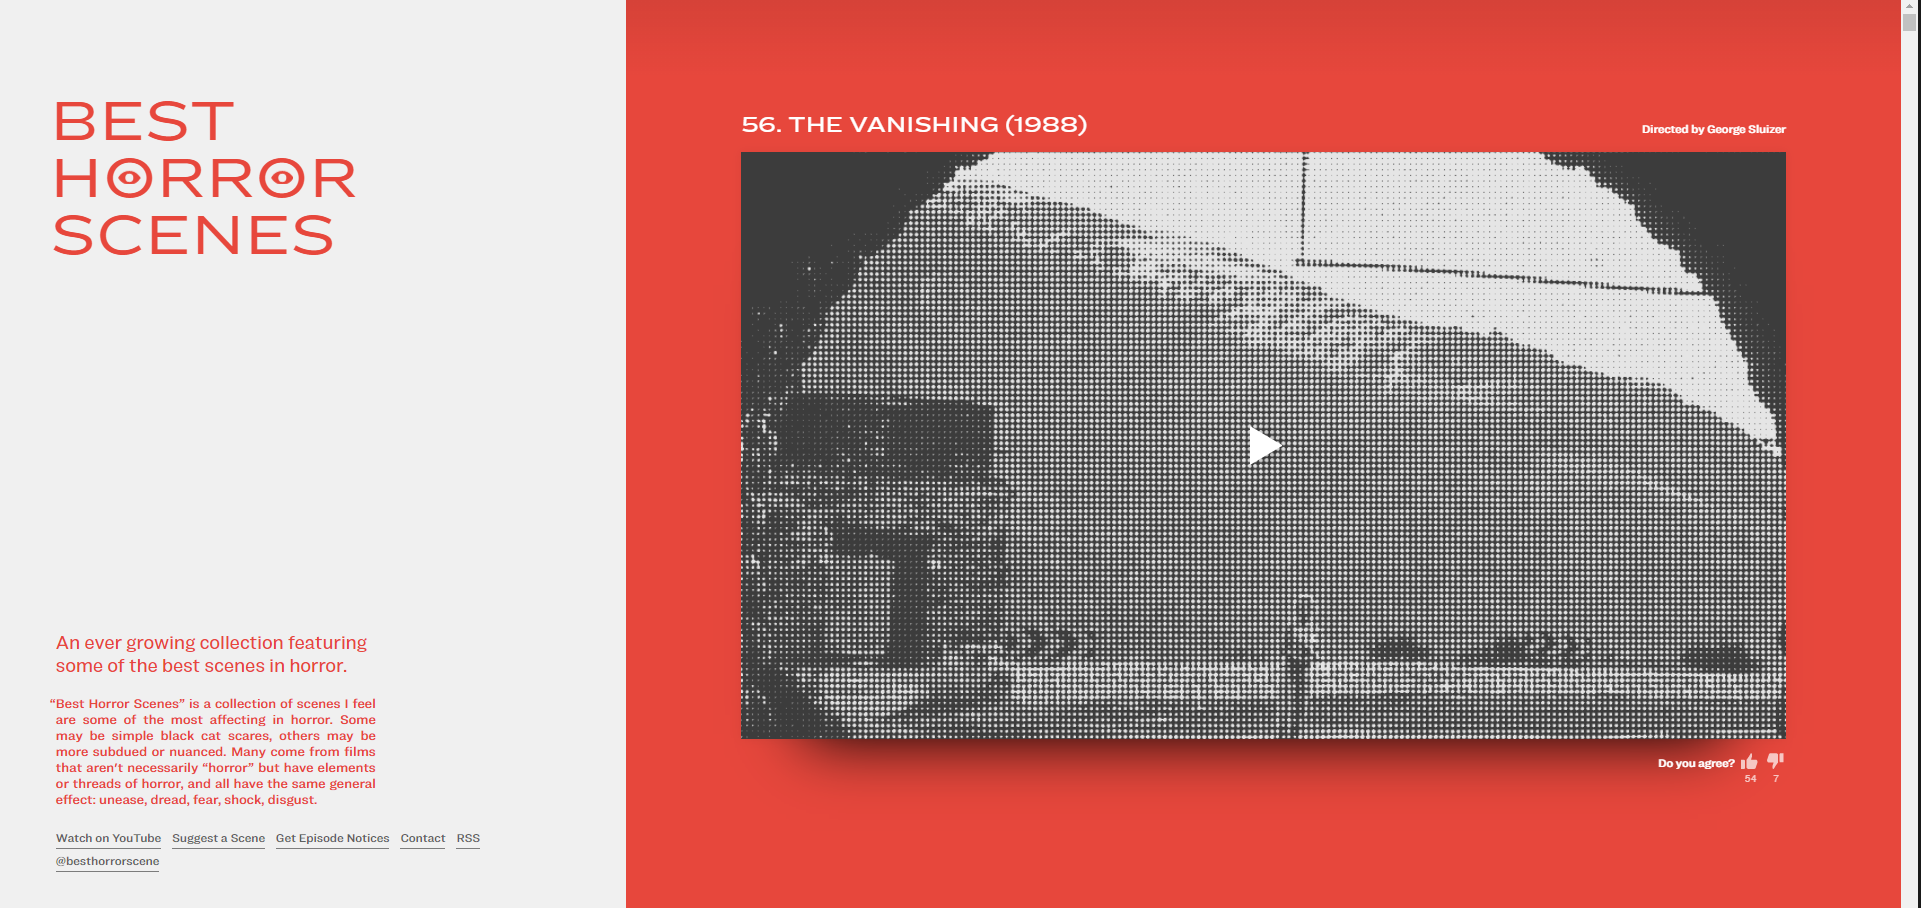 BEST
HORROR
SCENES
An ever growing collection featuring
some of the best scenes in horror.
“Best Horror Scenes” is a collection of scenes I feel
are some of the most affecting in horror. Some
may be simple black cat scares, others may be
more subdued or nuanced. Many come from films
that aren't necessarily “horror” but have elements
or threads of horror, and all have the same general
effect: unease, dread, fear, shock, disgust.
Watch on YouTube Suggest a Scene Get Episode Notices Contact RSS
@besthorrorscene
56. THE VANISHING (1988)
Directed by George Sluizer
Do you agree?
54 7